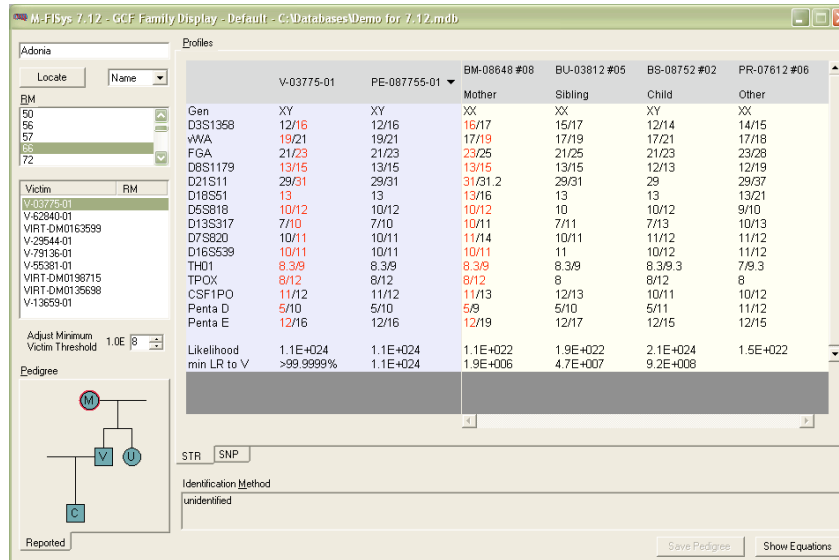 M-FISys 7.12 - GCF Family Display - Default - C:\Databases\Demo for 7.12.mdb
Adonia
Locate
Name
RM
50
56
57
66
72
Victim RM
V-03775-01
V-62840-01
VIRT-DM0163599
V-29544-01
V-79136-01
V-55381-01
VIRT-DM0198715
VIRT-DM0135698
V-13659-01
Adjust Minimum
Victim Threshold 1.0E 8
Pedigree
M
V U
C
Reported
Profiles
V-03775-01 PE-087755-01 BM-08648 #08 BU-03812 #05 BS-08752 #02 PR-07612 #06
Mother Sibling Child Other
Gen XY XY XX XX XY XX
D3S1358 12/16 12/16 16/17 15/17 12/14 14/15
vWA 19/21 19/21 17/19 17/19 17/21 17/18
FGA 21/23 21/23 23/25 21/25 21/23 23/28
D8S1179 13/15 13/15 13/15 13/15 12/13 12/19
D21S11 29/31 29/31 31/31.2 29/31 29 29/37
D18S51 13 13 13/16 13 13 13/21
D5S818 10/12 10/12 10/12 10 10/12 9/10
D13S317 7/10 7/10 10/11 7/11 7/13 10/13
D7S820 10/11 10/11 11/14 10/11 11/12 11/12
D16S539 10/11 10/11 10/11 11 10/12 11/12
TH01 8.3/9 8.3/9 8.3/9 8.3/9 8.3/9.3 7/9.3
TPOX 8/12 8/12 8/12 8 8/12 8
CSF1PO 11/12 11/12 11/13 12/13 10/11 10/12
Penta D 5/10 5/10 5/9 5/10 5/11 11/12
Penta E 12/16 12/16 12/19 12/17 12/15 12/15
Likelihood 1.1E+024 1.1E+024 1.1E+022 1.9E+022 2.1E+024 1.5E+022
min LR to V >99.9999% 1.1E+024 1.9E+006 4.7E+007 9.2E+008
STR SNP
Identification Method
unidentified
Save Pedigree Show Equations